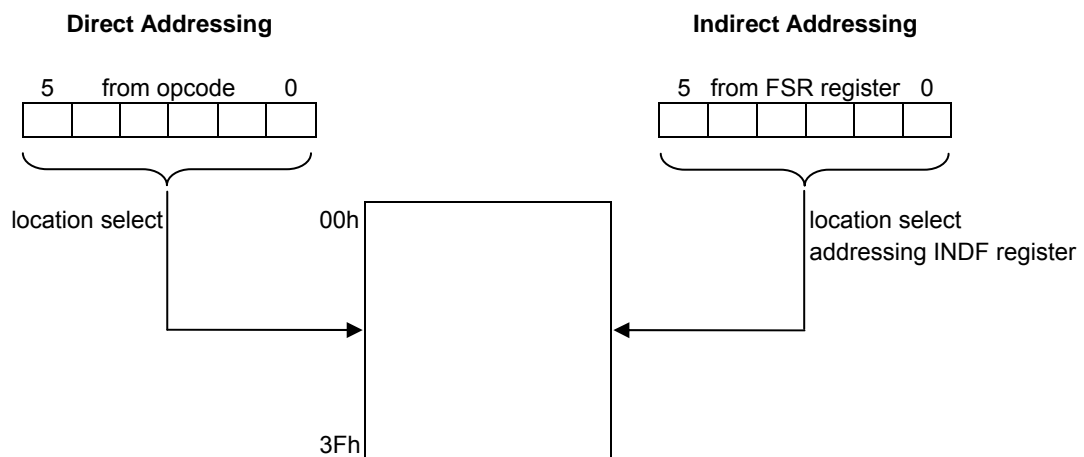 Direct Addressing
Indirect Addressing
5 from opcode 0
5 from FSR register 0
location select
00h
location select
addressing INDF register
3Fh